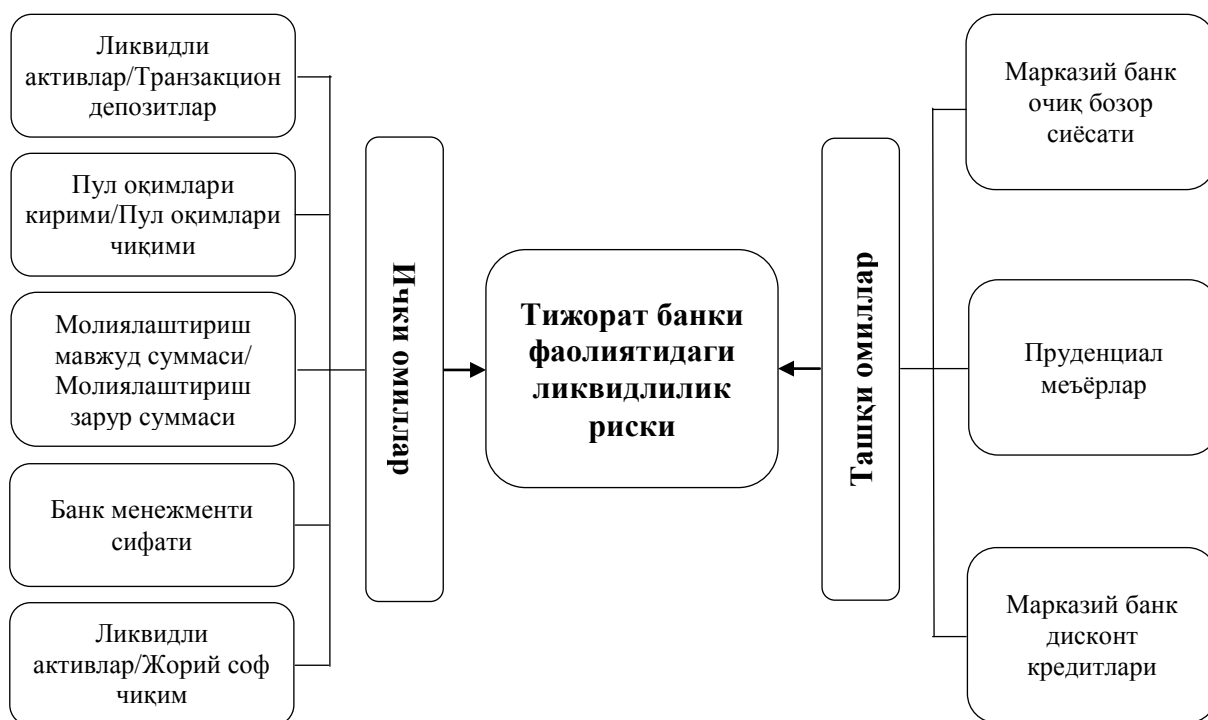 Ликвидли
активлар/Транзакцион
депозитлар
Пул оқимлари
кирими/Пул оқимлари
чиқими
Молиялаштириш
мавжуд суммаси/
Молиялаштириш
зарур суммаси
Банк менежменти
сифати
Ликвидли
активлар/Жорий соф
чиқим
Ички омиллар
Тижорат банки
фаолиятидаги
ликвидлилик
риски
Ташқи омиллар
Марказий банк
очиқ бозор
сиёсати
Пруденциал
меъёрлар
Марказий банк
дисконт
кредитлари